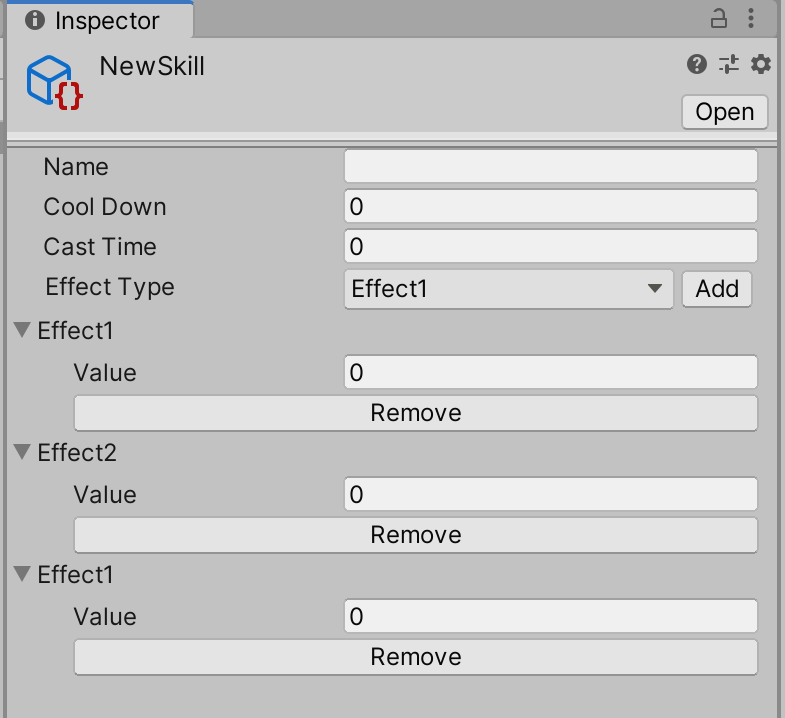 Inspector
NewSkill
Open
Name
Cool Down 0
Cast Time 0
Effect Type Effect1 Add
Effect1
Value 0
Remove
Effect2
Value 0
Remove
Effect1
Value 0
Remove